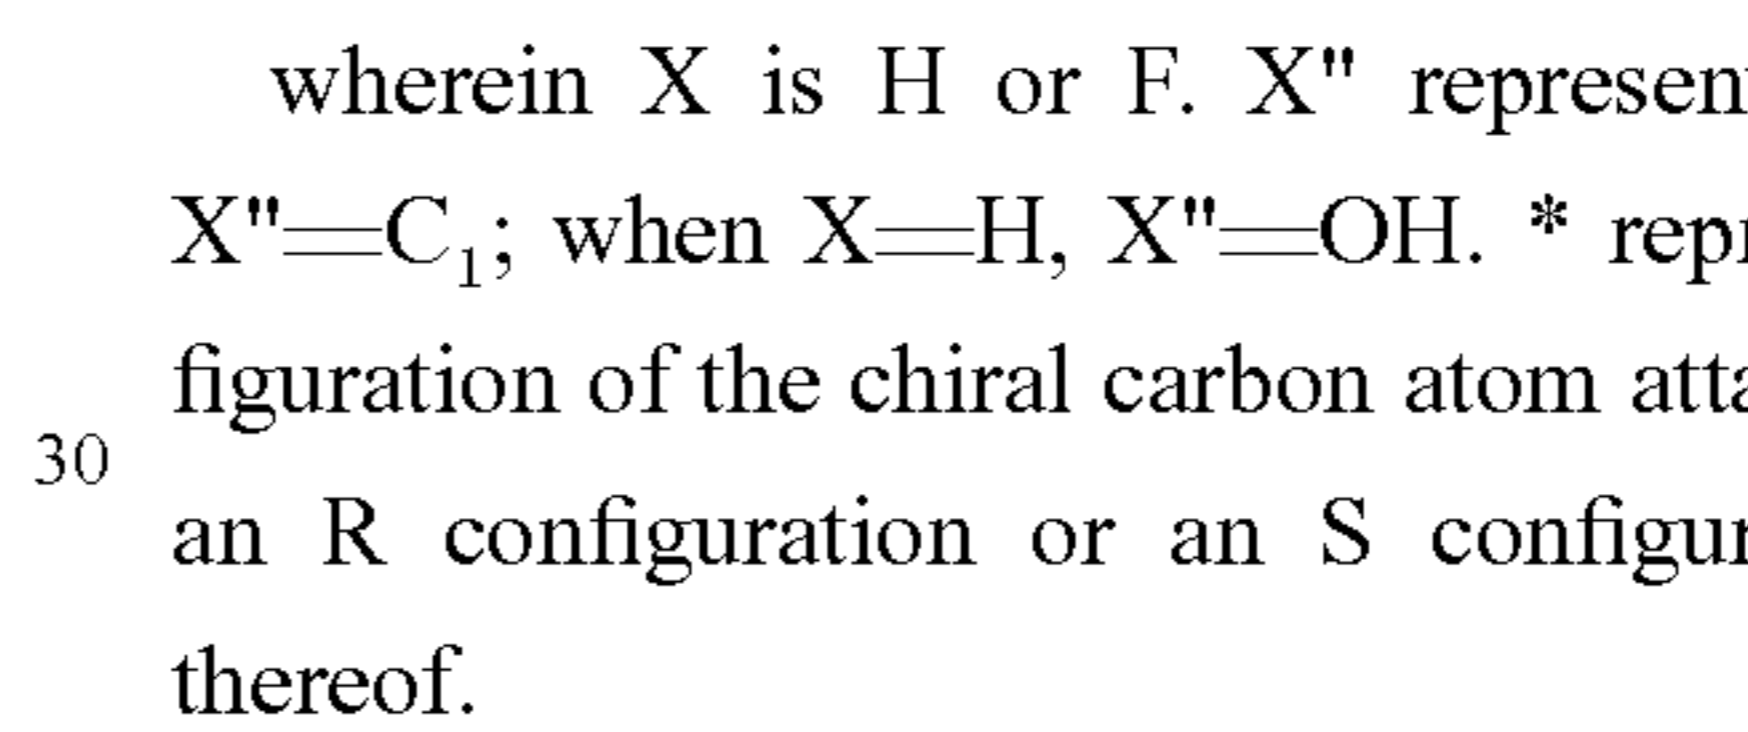 wherein X is H or F. X" represen
X"=C₁; when X=H, X"=OH. * repr
figuration of the chiral carbon atom atta
30
an R configuration or an S configur
thereof.